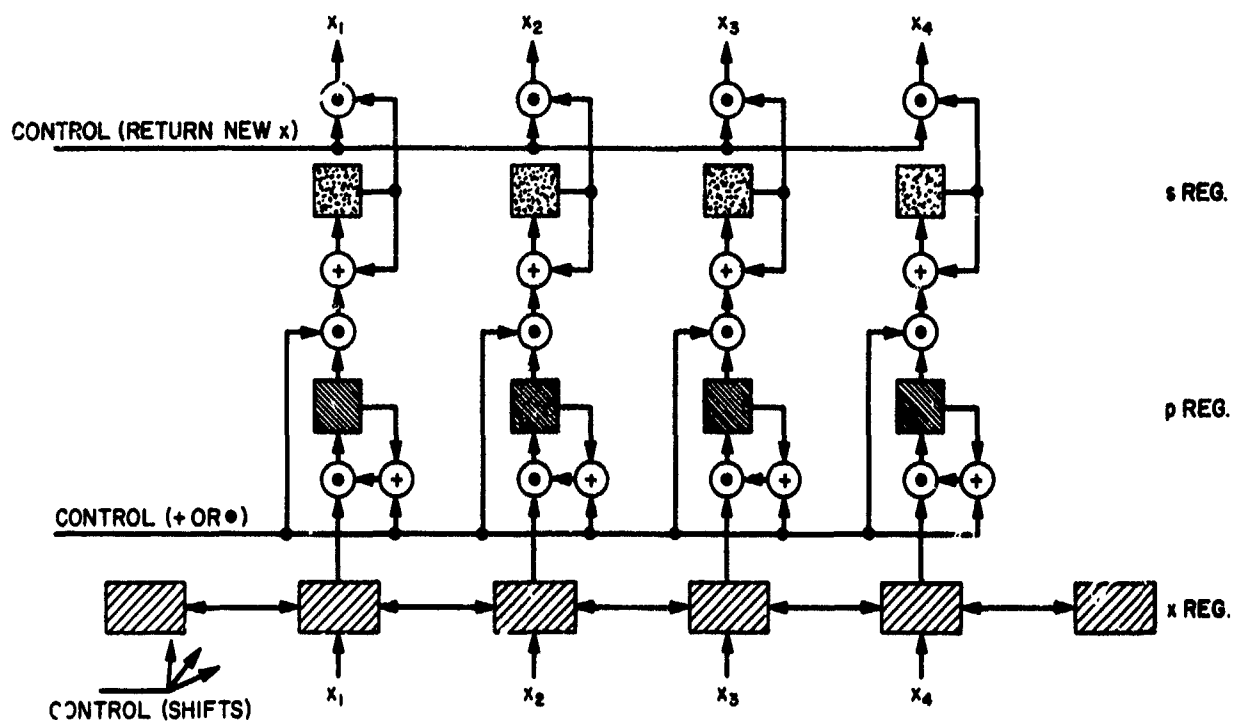 x₁ x₂ x₃ x₄
CONTROL (RETURN NEW x)
s REG.
p REG.
CONTROL (+ OR •)
x REG.
x₁ x₂ x₃ x₄
CONTROL (SHIFTS)